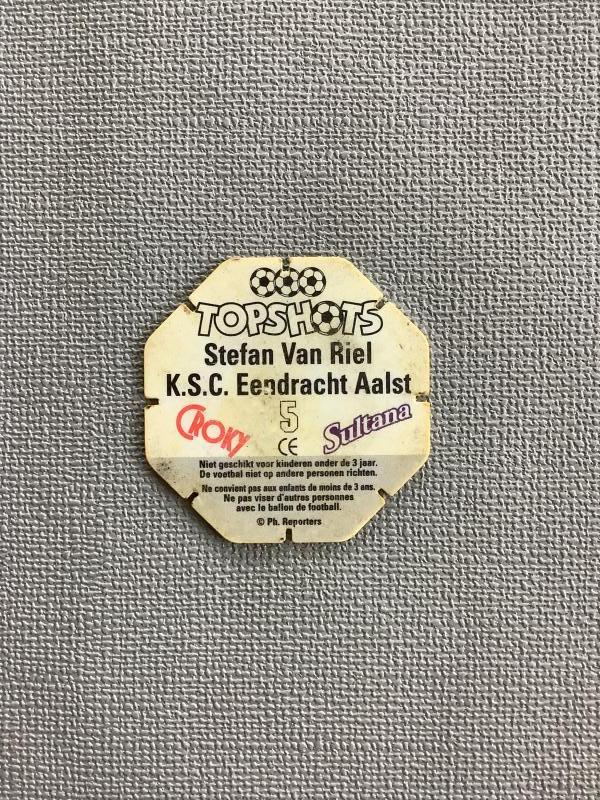 TOPSHOTS
Stefan Van Riel
K.S.C. Eendracht Aalst
CROKY 5 Sultana
CE
Niet geschikt voor kinderen onder de 3 jaar.
De voetbal niet op andere personen richten.
Ne convient pas aux enfants de moins de 3 ans.
Ne pas viser d'autres personnes
avec le ballon de football.
© Ph. Reporters